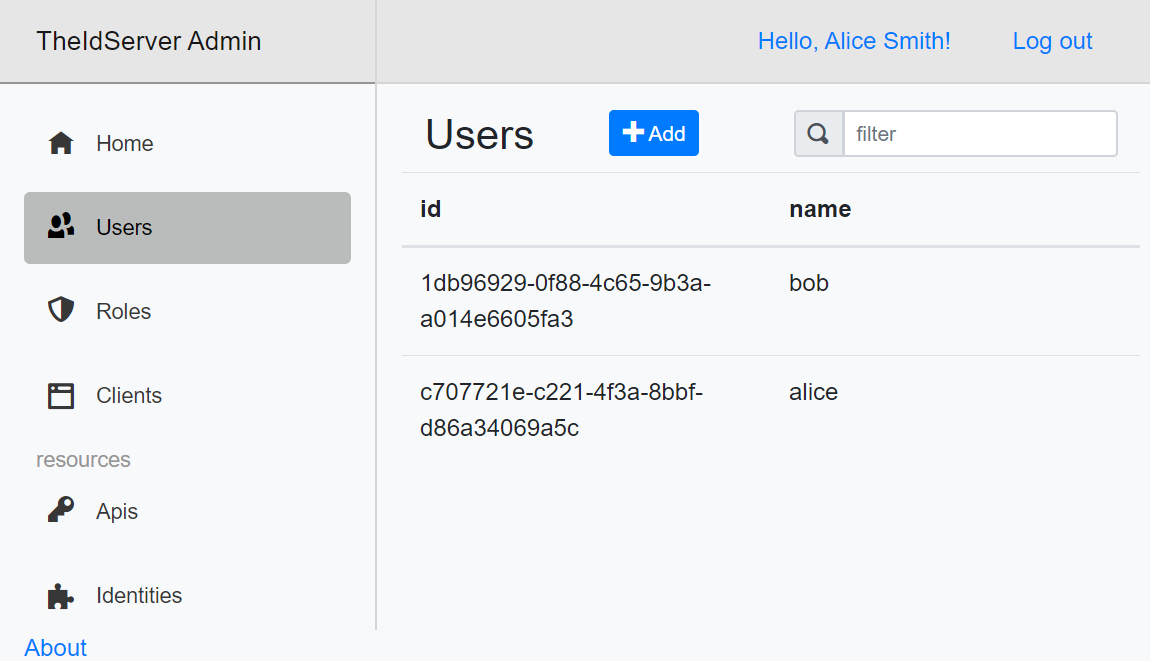 TheIdServer Admin
Hello, Alice Smith!
Log out
Home
Users
Roles
Clients
resources
Apis
Identities
About
Users
Add
filter
id
name
1db96929-0f88-4c65-9b3a-
a014e6605fa3
bob
c707721e-c221-4f3a-8bbf-
d86a34069a5c
alice